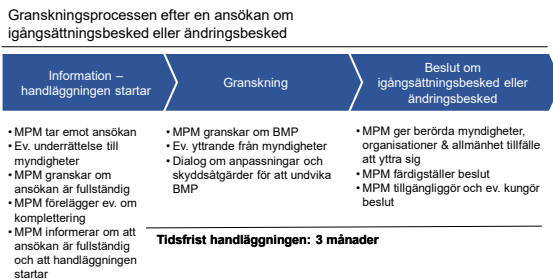 Granskningsprocessen efter en ansökan om
igångsättningsbesked eller ändringsbesked
Information –
handläggningen startar
Granskning
Beslut om
igångsättningsbesked eller
ändringsbesked
• MPM tar emot ansökan
• Ev. underrättelse till
myndigheter
• MPM granskar om
ansökan är fullständig
• MPM förelägger ev. om
komplettering
• MPM informerar om att
ansökan är fullständig
och att handläggningen
startar
• MPM granskar om BMP
• Ev. yttrande från myndigheter
• Dialog om anpassningar och
skyddsåtgärder för att undvika
BMP
• MPM ger berörda myndigheter,
organisationer & allmänhet tillfälle
att yttra sig
• MPM färdigställer beslut
• MPM tillgängliggör och ev. kungör
beslut
Tidsfrist handläggningen: 3 månader